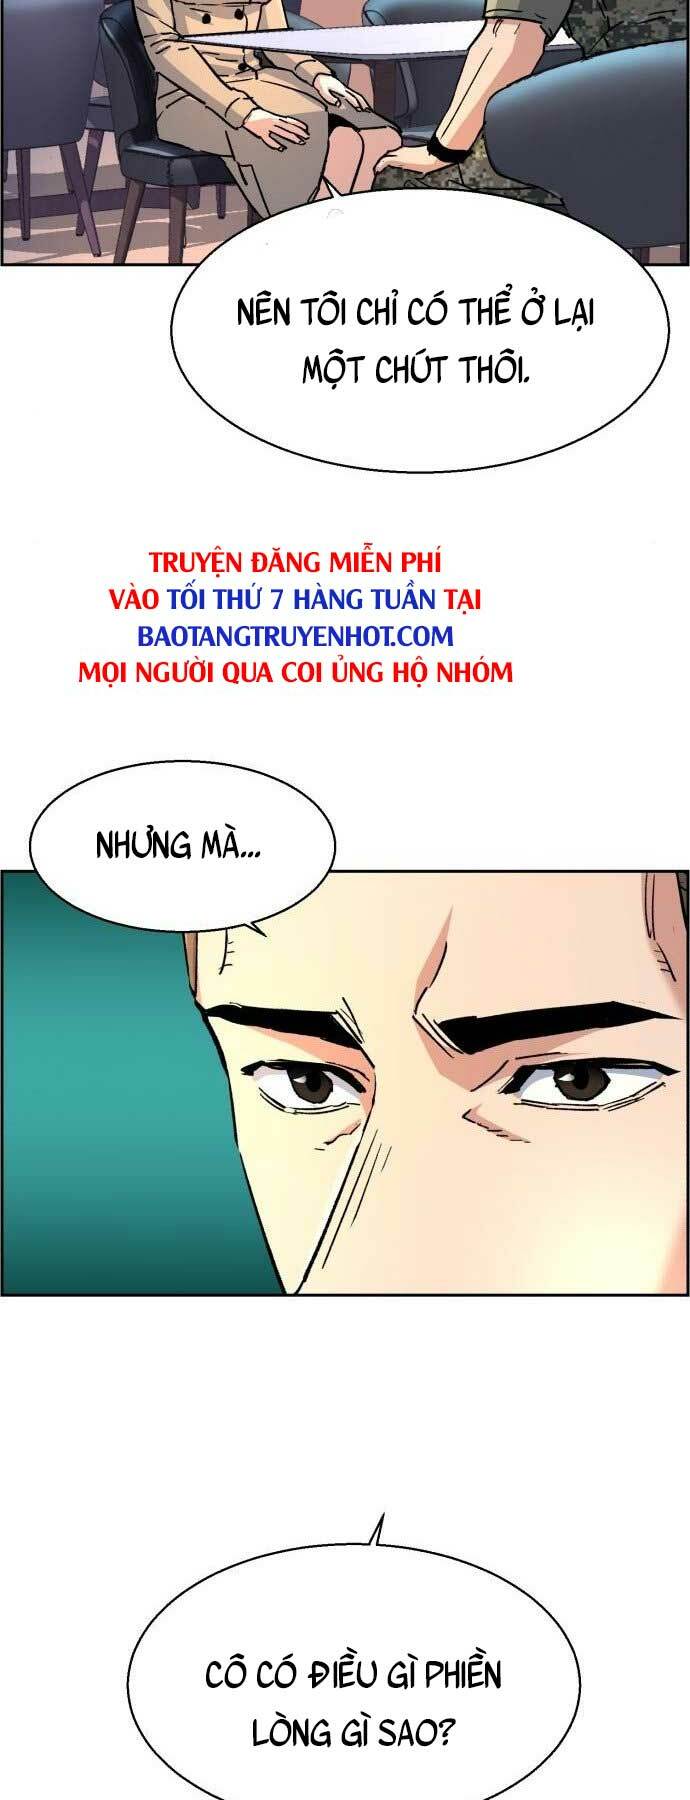 NÊN TÔI CHỈ CÓ THỂ Ở LẠI
MỘT CHÚT THÔI.
TRUYỆN ĐĂNG MIỄN PHÍ
VÀO TỐI THỨ 7 HÀNG TUẦN TẠI
BAOTANGTRUYENHOT.COM
MỌI NGƯỜI QUA COI ỦNG HỘ NHÓM
NHƯNG MÀ...
CÔ CÓ ĐIỀU GÌ PHIỀN
LÒNG GÌ SAO?